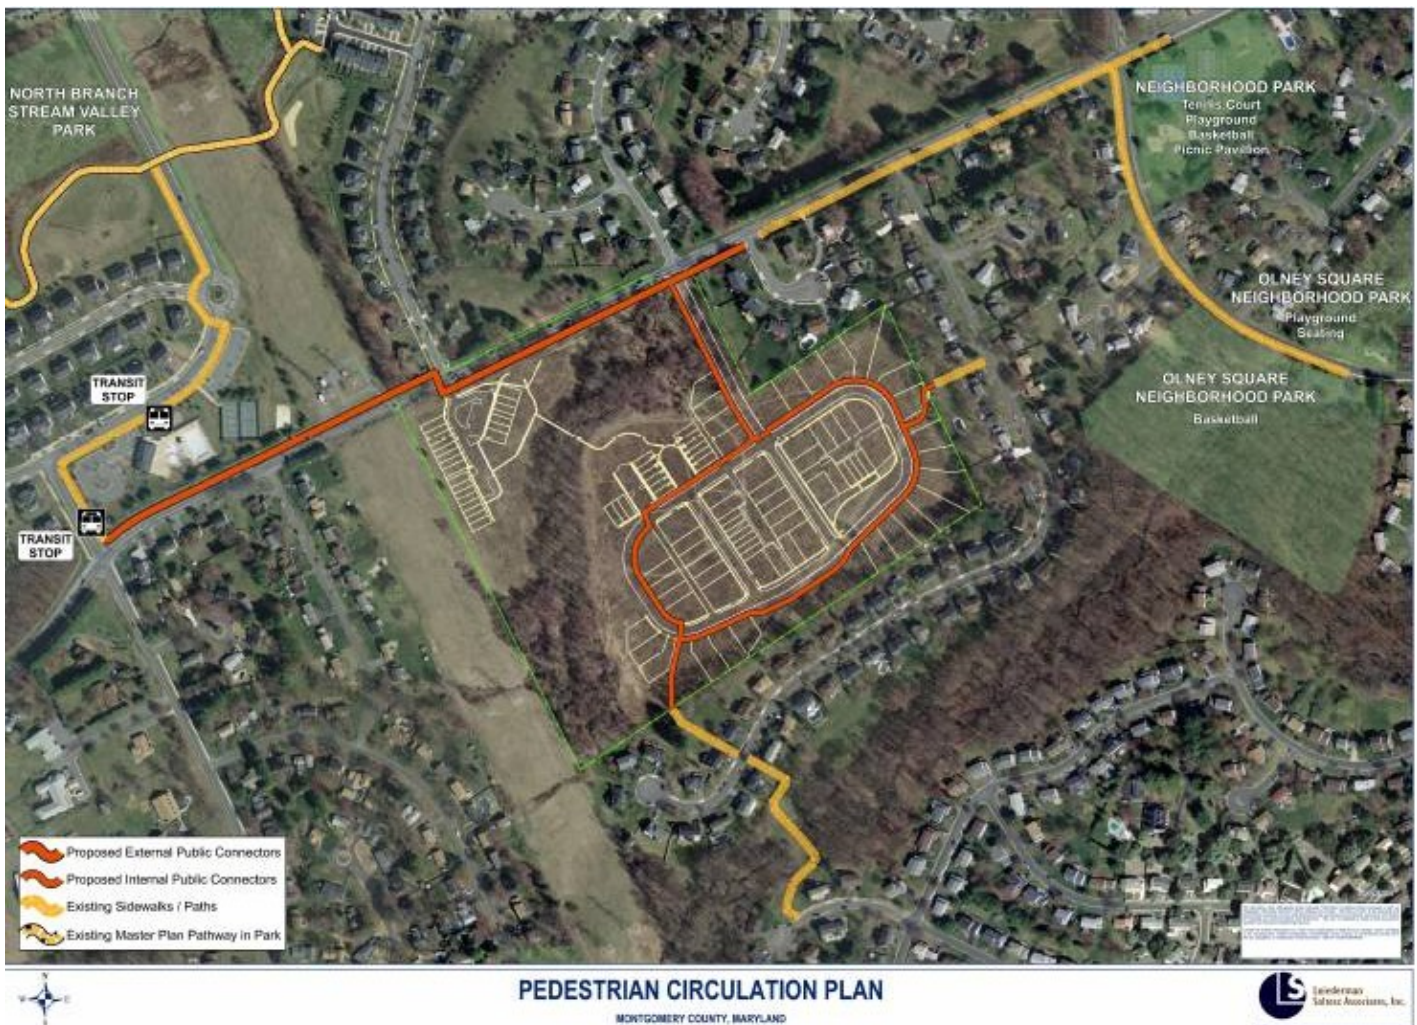 NORTH BRANCH
STREAM VALLEY
PARK
NEIGHBORHOOD PARK
Tennis Court
Playground
Basketball
Picnic Pavilion
OLNEY SQUARE
NEIGHBORHOOD PARK
Playground
Seating
OLNEY SQUARE
NEIGHBORHOOD PARK
Basketball
TRANSIT
STOP
TRANSIT
STOP
Proposed External Public Connectors
Proposed Internal Public Connectors
Existing Sidewalks / Paths
Existing Master Plan Pathway in Park
N
W
E
PEDESTRIAN CIRCULATION PLAN
MONTGOMERY COUNTY, MARYLAND
LS
Associates, Inc.